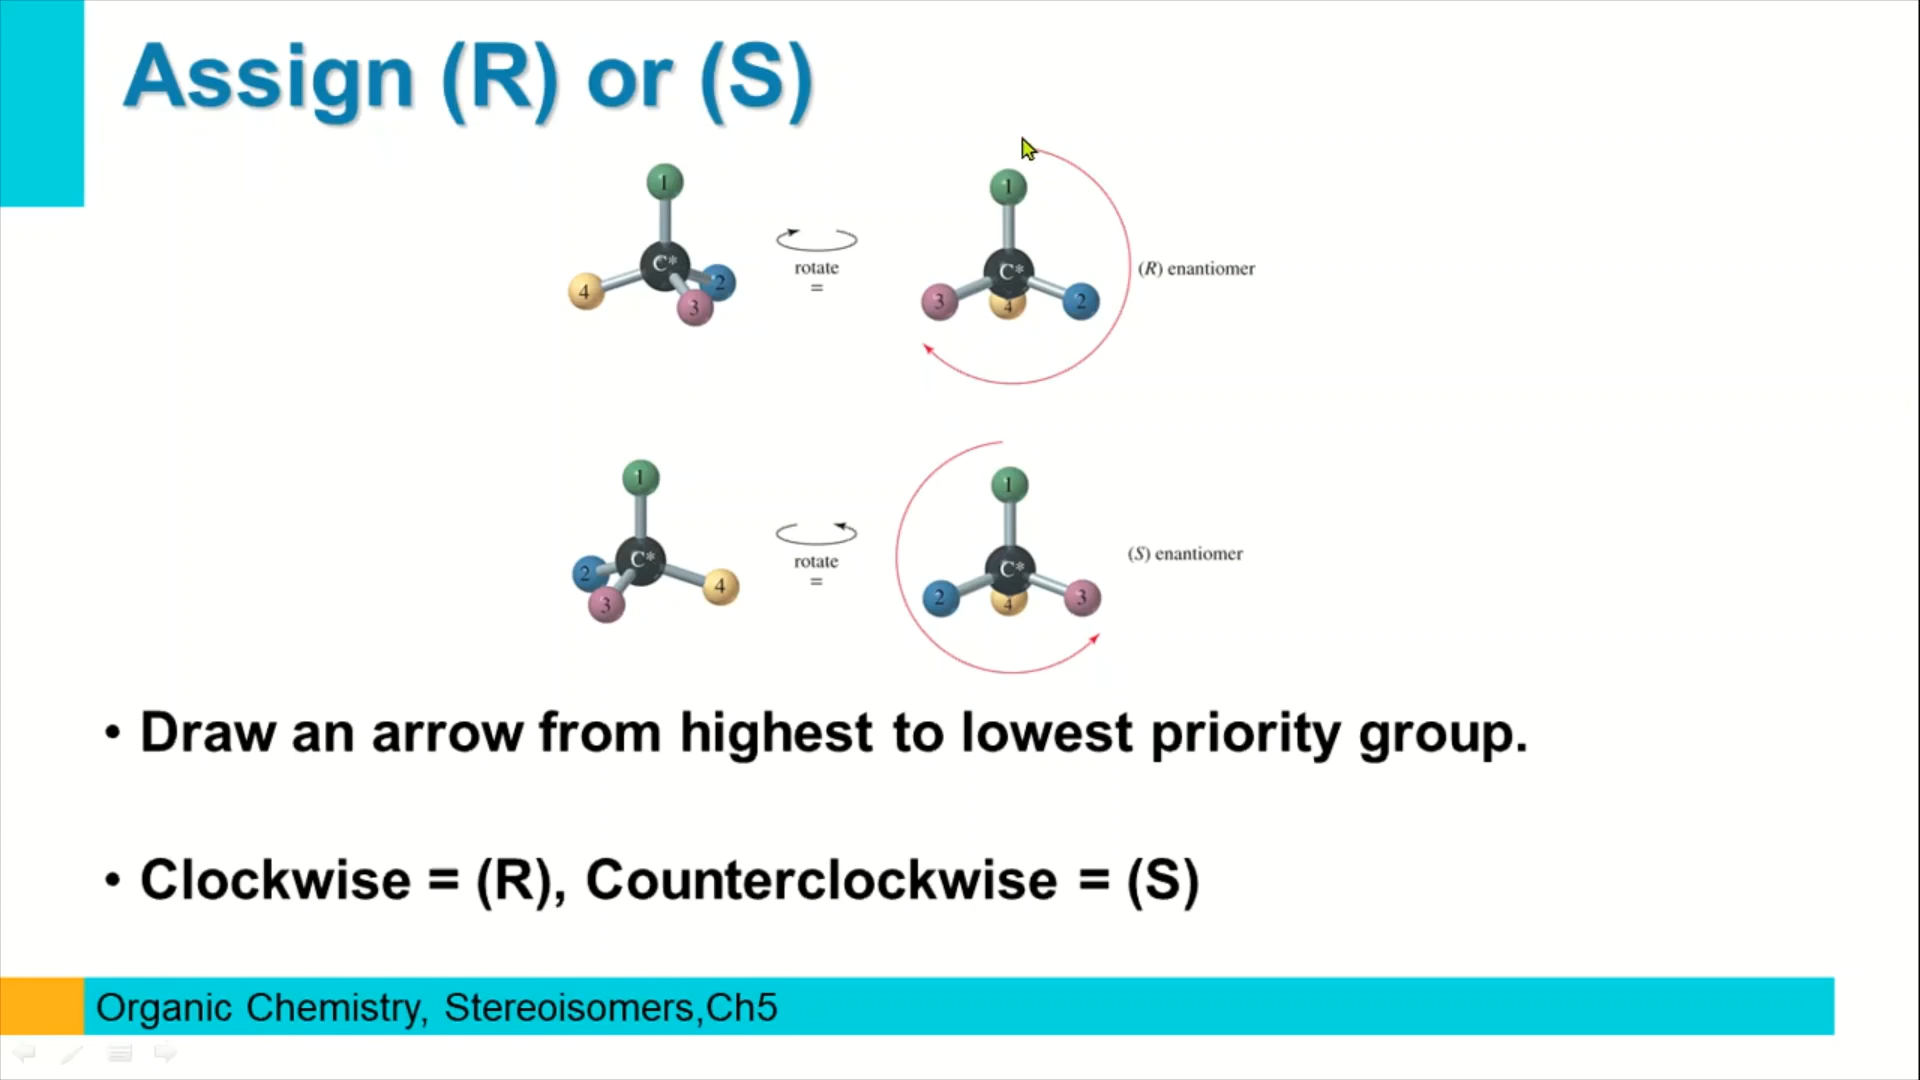 Assign (R) or (S)
1
C*
4
2
3
rotate
=
1
C*
3
4
2
(R) enantiomer
1
C*
2
3
4
rotate
=
1
C*
2
4
3
(S) enantiomer
• Draw an arrow from highest to lowest priority group.
• Clockwise = (R), Counterclockwise = (S)
Organic Chemistry, Stereoisomers,Ch5